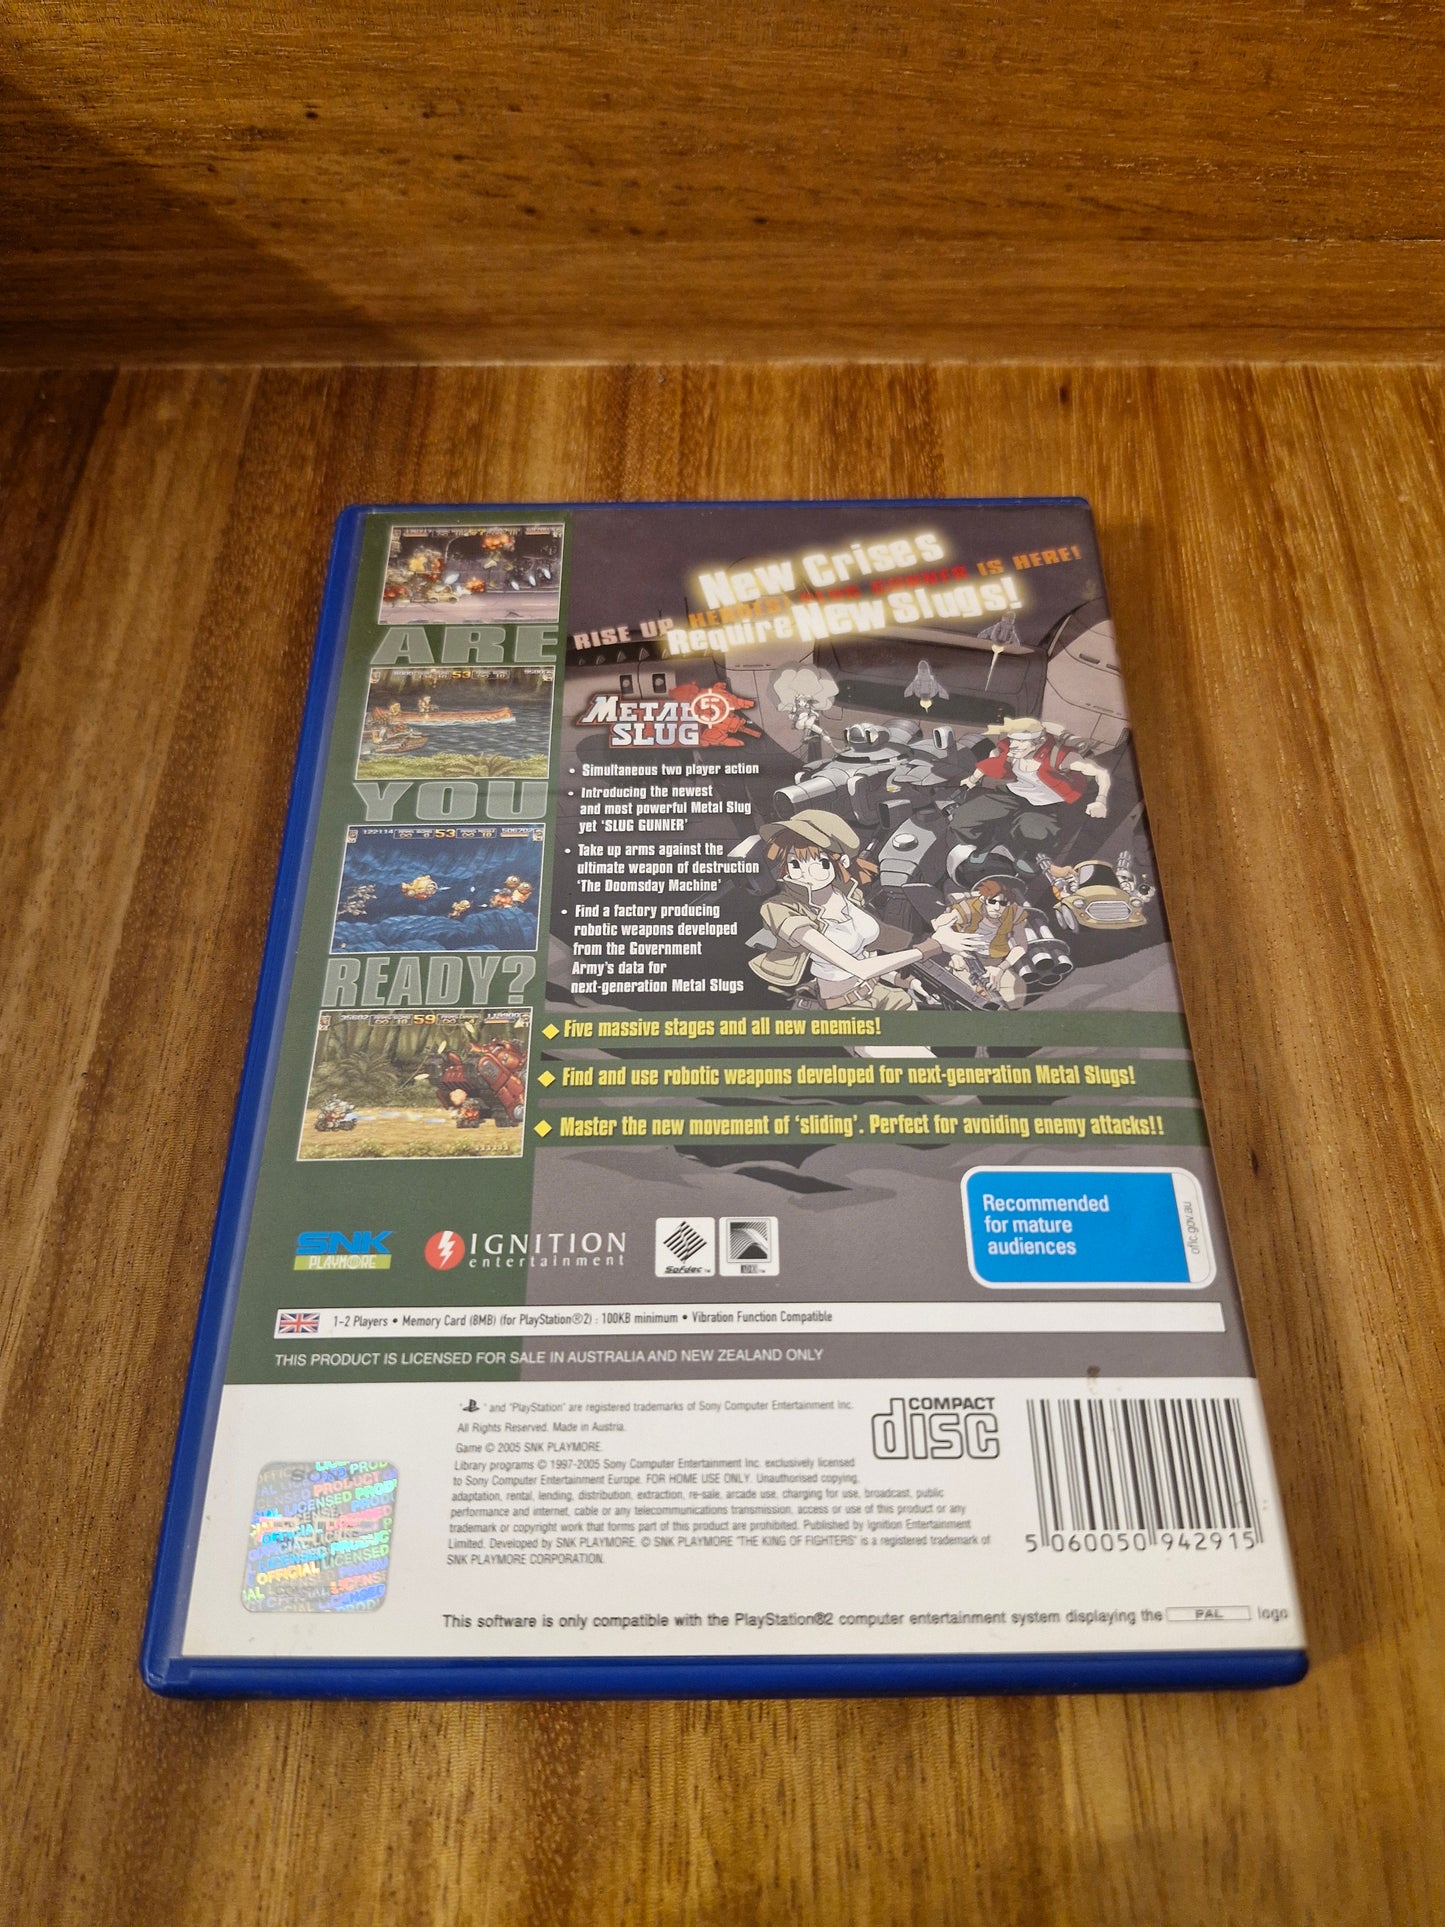 New Crises
RISE UP HEROES! SLUG GUNNER IS HERE!
Require New Slugs!
ARE
YOU
READY?
METAL SLUG 5
• Simultaneous two player action
• Introducing the newest
and most powerful Metal Slug
yet 'SLUG GUNNER'
• Take up arms against the
ultimate weapon of destruction
'The Doomsday Machine'
• Find a factory producing
robotic weapons developed
from the Government
Army's data for
next-generation Metal Slugs
Five massive stages and all new enemies!
Find and use robotic weapons developed for next-generation Metal Slugs!
Master the new movement of 'sliding'. Perfect for avoiding enemy attacks!!
Recommended
for mature
audiences
oflc.gov.au
SNK
PLAYMORE
IGNITION
entertainment
Sofdec™
1-2 Players • Memory Card (8MB) (for PlayStation®2) : 100KB minimum • Vibration Function Compatible
THIS PRODUCT IS LICENSED FOR SALE IN AUSTRALIA AND NEW ZEALAND ONLY
" " and "PlayStation" are registered trademarks of Sony Computer Entertainment Inc.
All Rights Reserved. Made in Austria.
Game © 2005 SNK PLAYMORE.
Library programs © 1997-2005 Sony Computer Entertainment Inc. exclusively licensed
to Sony Computer Entertainment Europe. FOR HOME USE ONLY. Unauthorised copying,
adaptation, rental, lending, distribution, extraction, re-sale, arcade use, charging for use, broadcast, public
performance and internet, cable or any telecommunications transmission, access or use of this product or any
trademark or copyright work that forms part of this product are prohibited. Published by Ignition Entertainment
Limited. Developed by SNK PLAYMORE. © SNK PLAYMORE "THE KING OF FIGHTERS" is a registered trademark of
SNK PLAYMORE CORPORATION.
COMPACT
disc
5 060050 942915
OFFICIAL LICENSED PRODUCT
This software is only compatible with the PlayStation®2 computer entertainment system displaying the PAL logo